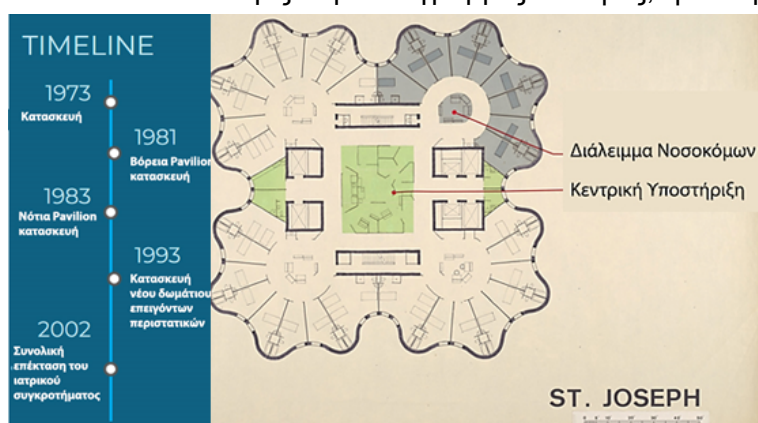 TIMELINE
1973
Κατασκευή
1981
Βόρεια Pavilion
κατασκευή
1983
Νότια Pavilion
κατασκευή
1993
Κατασκευή
νέου δωμάτιου
επειγόντων
περιστατικών
2002
Συνολική
επέκταση του
ιατρικού
συγκροτήματος
Διάλειμμα Νοσοκόμων
Κεντρική Υποστήριξη
ST. JOSEPH